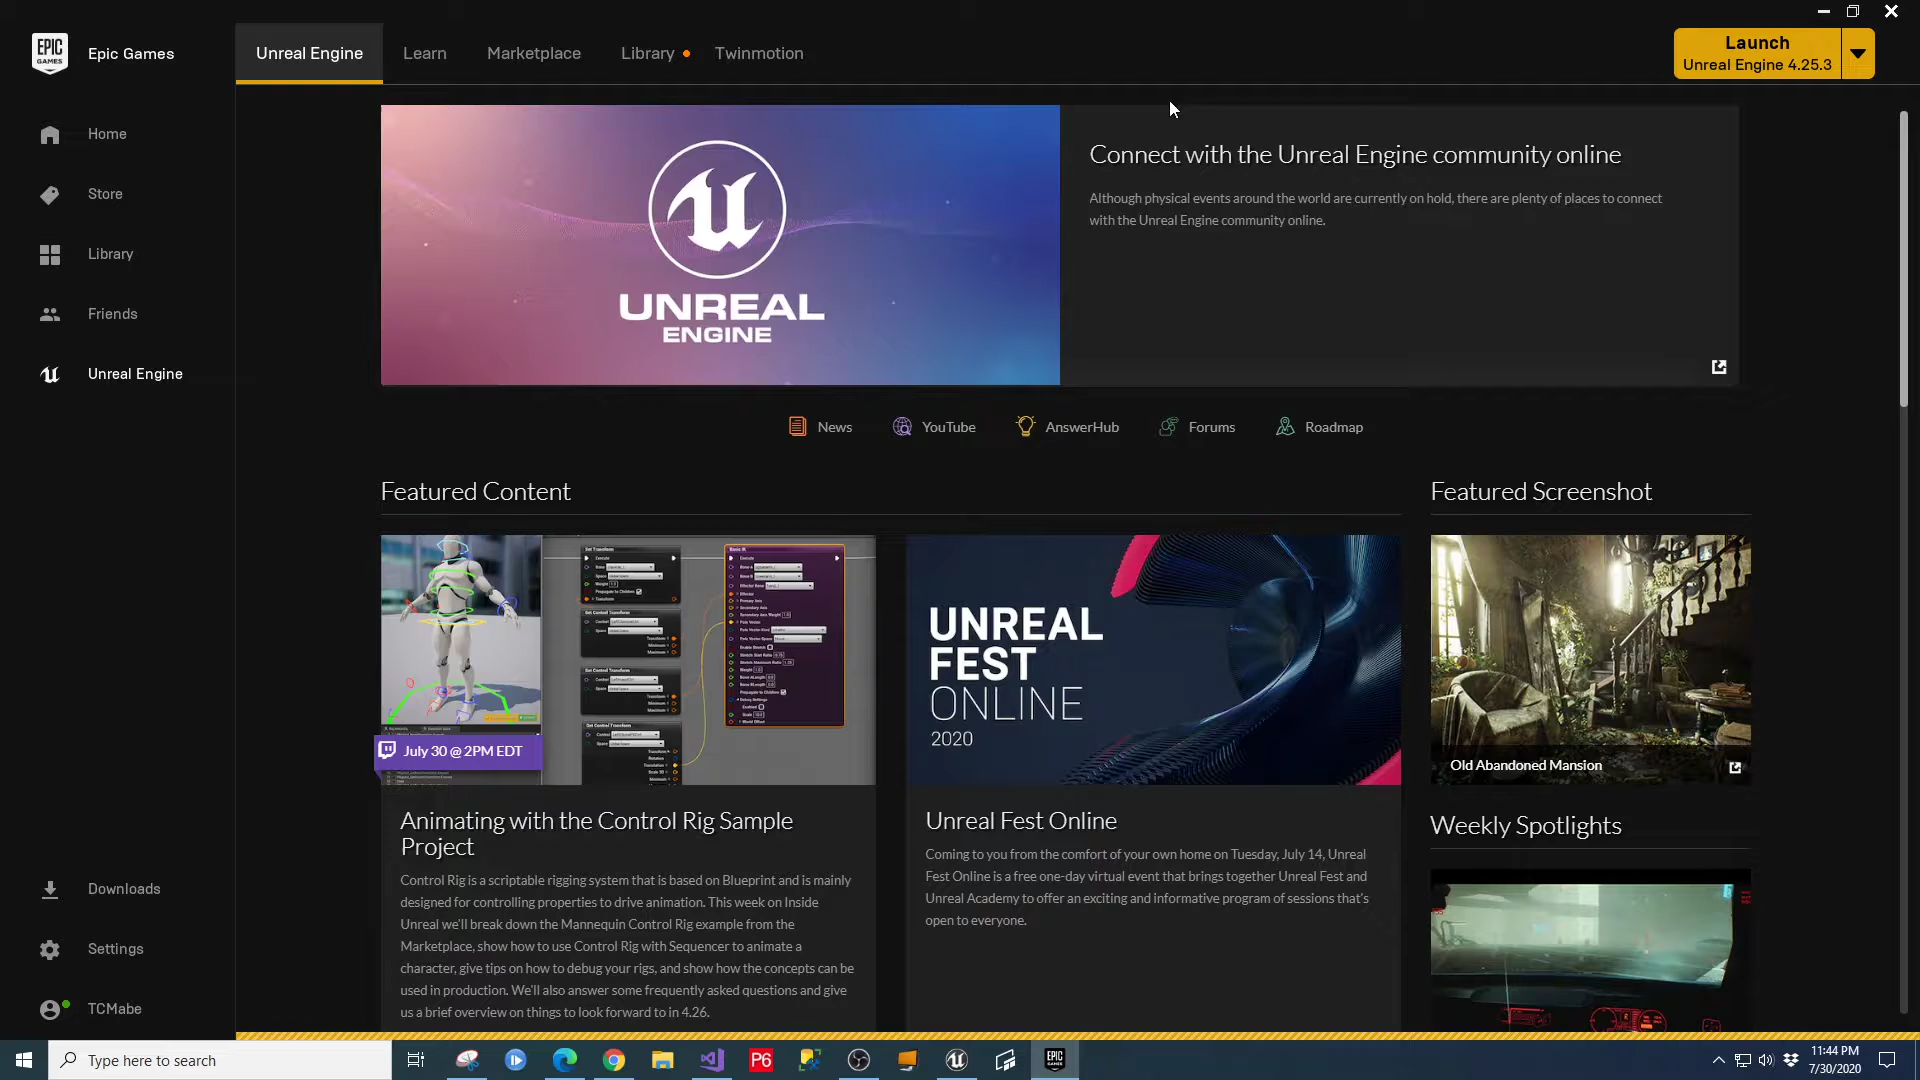 EPIC GAMES
Epic Games
Unreal Engine
Learn
Marketplace
Library
Twinmotion
Launch
Unreal Engine 4.25.3
Home
Store
Library
Friends
Unreal Engine
UNREAL
ENGINE
Connect with the Unreal Engine community online
Although physical events around the world are currently on hold, there are plenty of places to connect
with the Unreal Engine community online.
News
YouTube
AnswerHub
Forums
Roadmap
Featured Content
Featured Screenshot
July 30 @ 2PM EDT
UNREAL
FEST
ONLINE
2020
Old Abandoned Mansion
Animating with the Control Rig Sample
Project
Control Rig is a scriptable rigging system that is based on Blueprint and is mainly
designed for controlling properties to drive animation. This week on Inside
Unreal we'll break down the Mannequin Control Rig example from the
Marketplace, show how to use Control Rig with Sequencer to animate a
character, give tips on how to debug your rigs, and show how the concepts can be
used in production. We'll also answer some frequently asked questions and give
us a brief overview on things to look forward to in 4.26.
Unreal Fest Online
Coming to you from the comfort of your own home on Tuesday, July 14, Unreal
Fest Online is a free one-day virtual event that brings together Unreal Fest and
Unreal Academy to offer an exciting and informative program of sessions that's
open to everyone.
Weekly Spotlights
Downloads
Settings
TCMabe
Type here to search
P6
EPIC GAMES
11:44 PM
7/30/2020